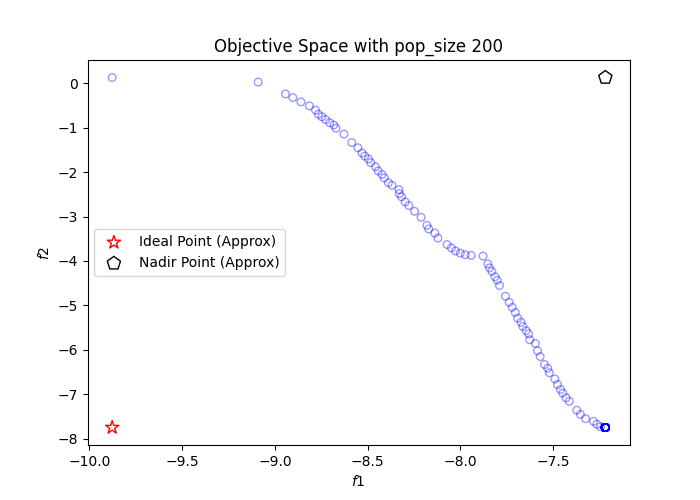 Objective Space with pop_size 200
0
−1
−2
−3
−4
−5
−6
−7
−8
f2
Ideal Point (Approx)
Nadir Point (Approx)
−10.0 −9.5 −9.0 −8.5 −8.0 −7.5
f1